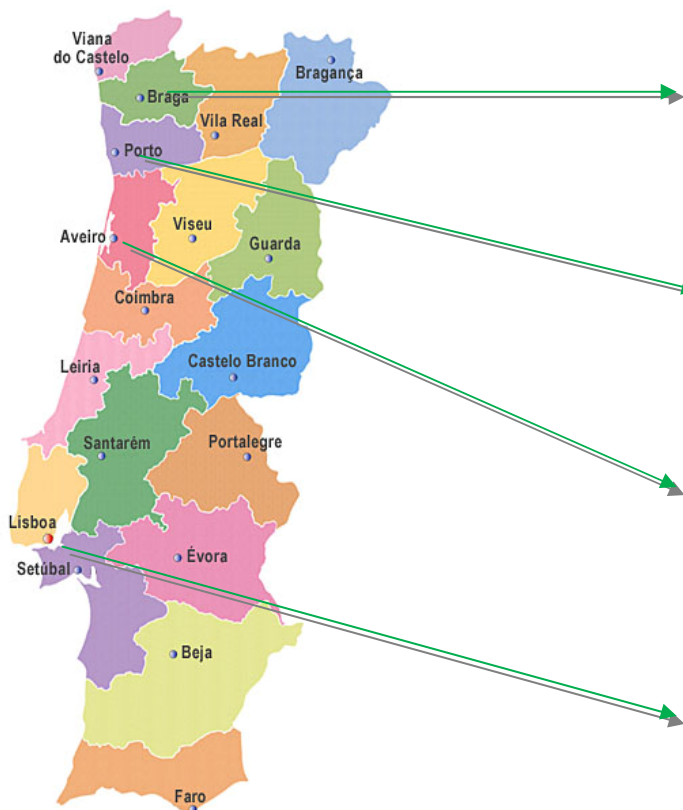 Viana
do Castelo
Bragança
Braga
Vila Real
Porto
Viseu
Aveiro
Guarda
Coimbra
Castelo Branco
Leiria
Santarém
Portalegre
Lisboa
Évora
Setúbal
Beja
Faro